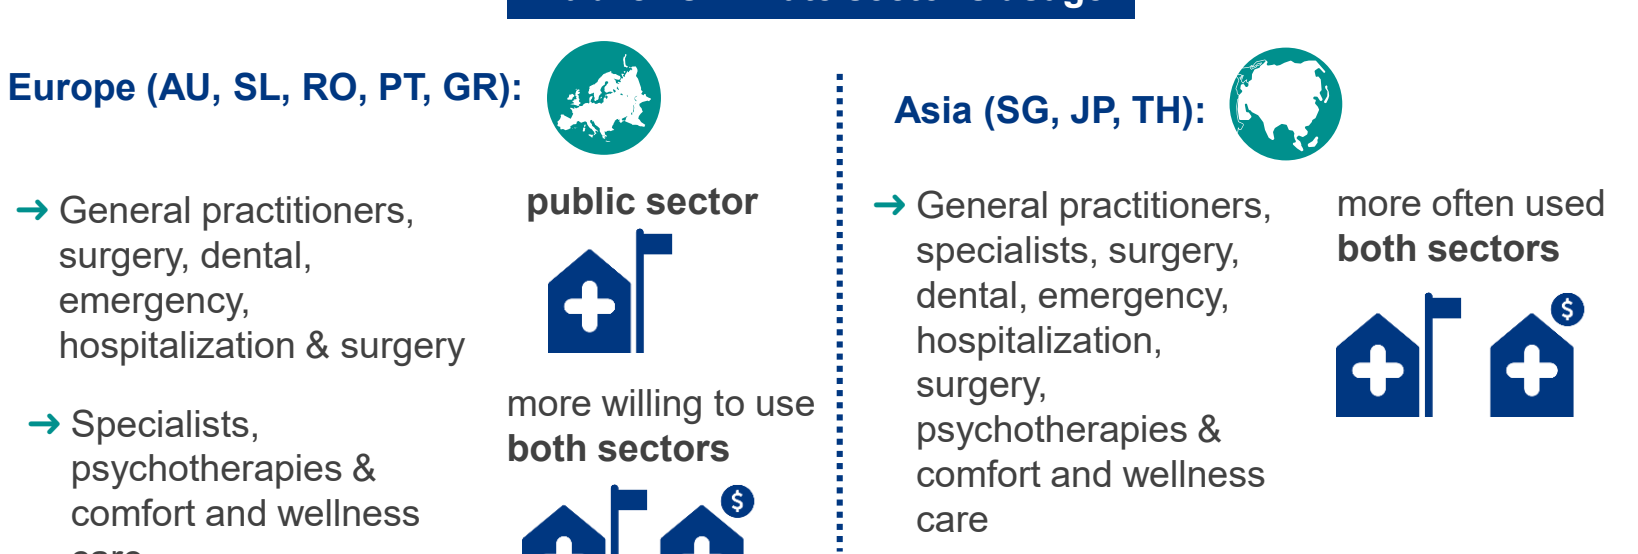 Europe (AU, SL, RO, PT, GR):
General practitioners,
surgery, dental,
emergency,
hospitalization & surgery
public sector
Specialists,
psychotherapies &
comfort and wellness
care
more willing to use
both sectors
$
Asia (SG, JP, TH):
General practitioners,
specialists, surgery,
dental, emergency,
hospitalization,
surgery,
psychotherapies &
comfort and wellness
care
more often used
both sectors
$